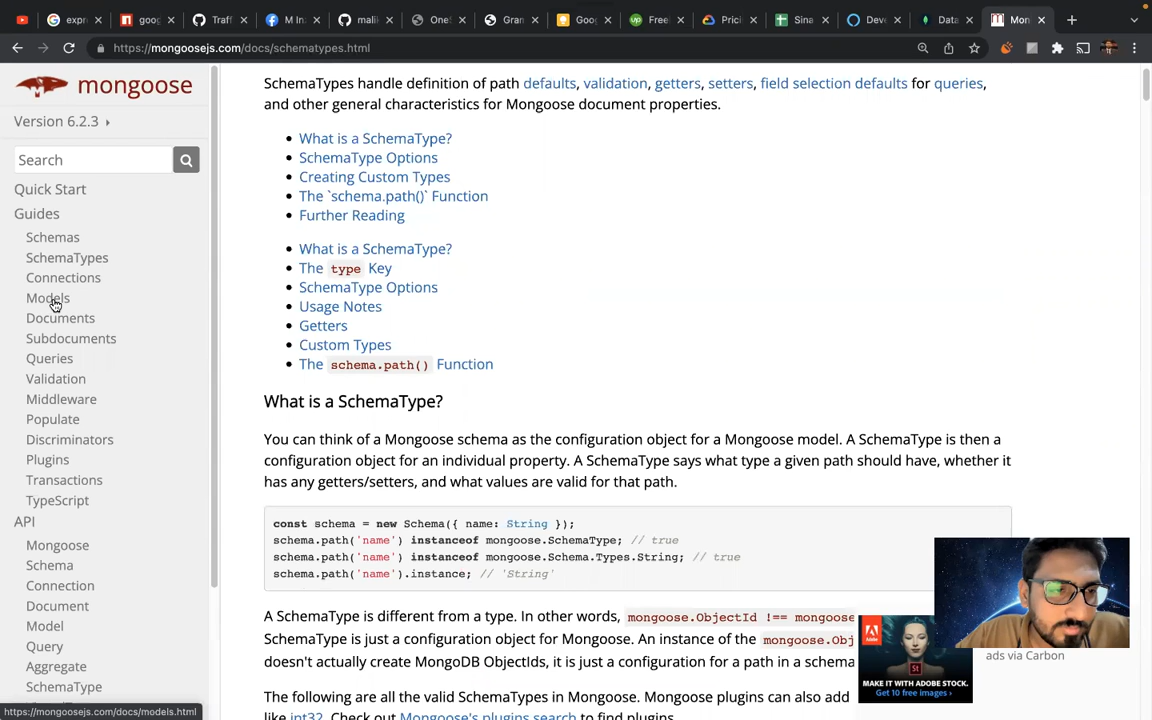 expr
goog
Traff
M In
malik
One
Gran
Goo
Freel
Prici
Sina
Deve
Data
Mon
https://mongoosejs.com/docs/schematypes.html
mongoose
Version 6.2.3
Search
Quick Start
Guides
Schemas
SchemaTypes
Connections
Models
Documents
Subdocuments
Queries
Validation
Middleware
Populate
Discriminators
Plugins
Transactions
TypeScript
API
Mongoose
Schema
Connection
Document
Model
Query
Aggregate
SchemaType
https://mongoosejs.com/docs/models.html
SchemaTypes handle definition of path defaults, validation, getters, setters, field selection defaults for queries,
and other general characteristics for Mongoose document properties.
What is a SchemaType?
SchemaType Options
Creating Custom Types
The `schema.path()` Function
Further Reading
What is a SchemaType?
The type Key
SchemaType Options
Usage Notes
Getters
Custom Types
The schema.path() Function
What is a SchemaType?
You can think of a Mongoose schema as the configuration object for a Mongoose model. A SchemaType is then a
configuration object for an individual property. A SchemaType says what type a given path should have, whether it
has any getters/setters, and what values are valid for that path.
const schema = new Schema({ name: String });
schema.path('name') instanceof mongoose.SchemaType; // true
schema.path('name') instanceof mongoose.Schema.Types.String; // true
schema.path('name').instance; // 'String'
A SchemaType is different from a type. In other words, mongoose.ObjectId !== mongoose
SchemaType is just a configuration object for Mongoose. An instance of the mongoose.Obj
doesn't actually create MongoDB ObjectIds, it is just a configuration for a path in a schema
The following are all the valid SchemaTypes in Mongoose. Mongoose plugins can also add
like int32. Check out Mongoose's plugins search to find plugins.
MAKE IT WITH ADOBE STOCK.
Get 10 free images ›
ads via Carbon